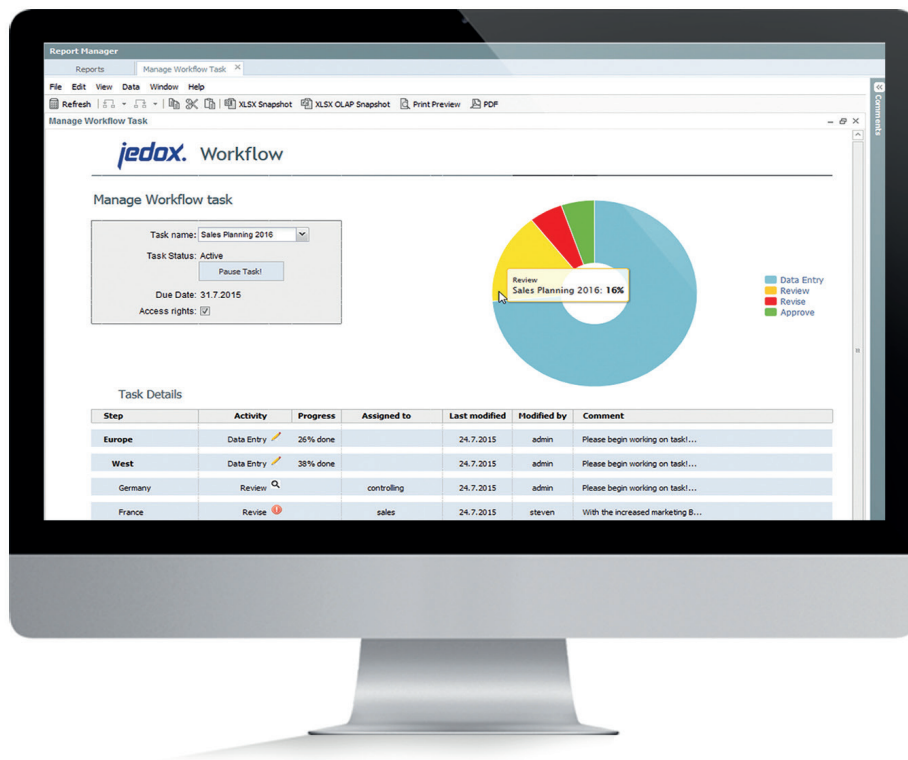 Report Manager
Reports Manage Workflow Task
File Edit View Data Window Help
Refresh XLSX Snapshot XLSX OLAP Snapshot Print Preview PDF
Comments
Manage Workflow Task
jedox. Workflow
Manage Workflow task
Task name: Sales Planning 2016
Task Status: Active
Pause Task!
Due Date: 31.7.2015
Access rights:
Review
Sales Planning 2016: 16%
Data Entry
Review
Revise
Approve
Task Details
Step Activity Progress Assigned to Last modified Modified by Comment
Europe Data Entry 26% done 24.7.2015 admin Please begin working on task!...
West Data Entry 38% done 24.7.2015 admin Please begin working on task!...
Germany Review controlling 24.7.2015 admin Please begin working on task!...
France Revise sales 24.7.2015 steven With the increased marketing B...